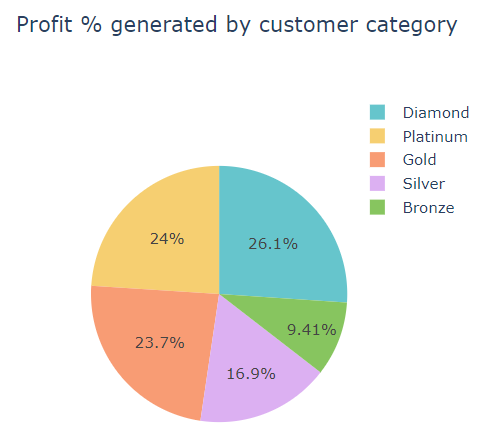 Profit % generated by customer category
Diamond
Platinum
Gold
Silver
Bronze
24%
26.1%
9.41%
23.7%
16.9%